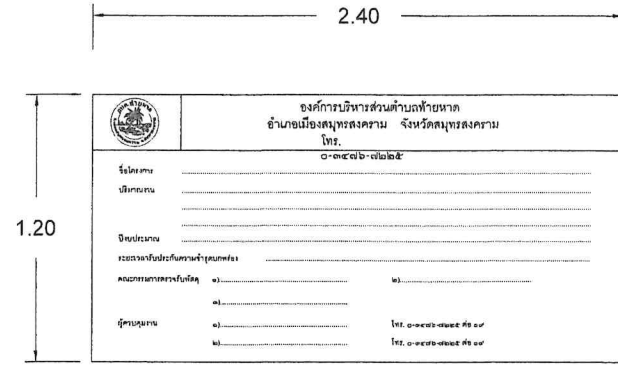 2.40
1.20
องค์การบริหารส่วนตำบลท้ายหาด
อำเภอเมืองสมุทรสงคราม จังหวัดสมุทรสงคราม
โทร.
๐-๓๔๗๖-๗๒๒๕
ชื่อโครงการ
ปริมาณงาน
ปีงบประมาณ
ระยะเวลารับประกันความชำรุดบกพร่อง
คณะกรรมการตรวจรับพัสดุ ๑) ๒)
๓)
ผู้ควบคุมงาน ๑) โทร. ๐-๓๔๗๖-๗๒๒๕ ต่อ ๑๙
๒) โทร. ๐-๓๔๗๖-๗๒๒๕ ต่อ ๑๙